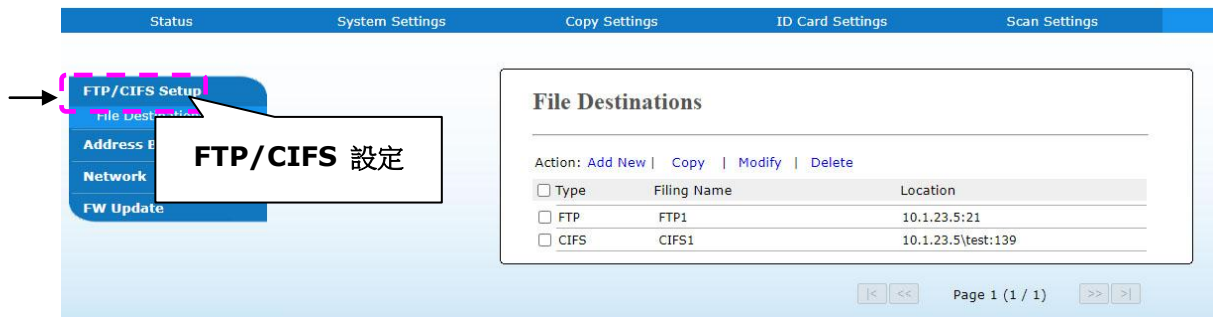 Status System Settings Copy Settings ID Card Settings Scan Settings
FTP/CIFS Setup
File Destination
Address
Network
FW Update
FTP/CIFS 設定
File Destinations
Action: Add New | Copy | Modify | Delete
Type Filing Name Location
FTP FTP1 10.1.23.5:21
CIFS CIFS1 10.1.23.5\test:139
|< << Page 1 (1 / 1) >> >|